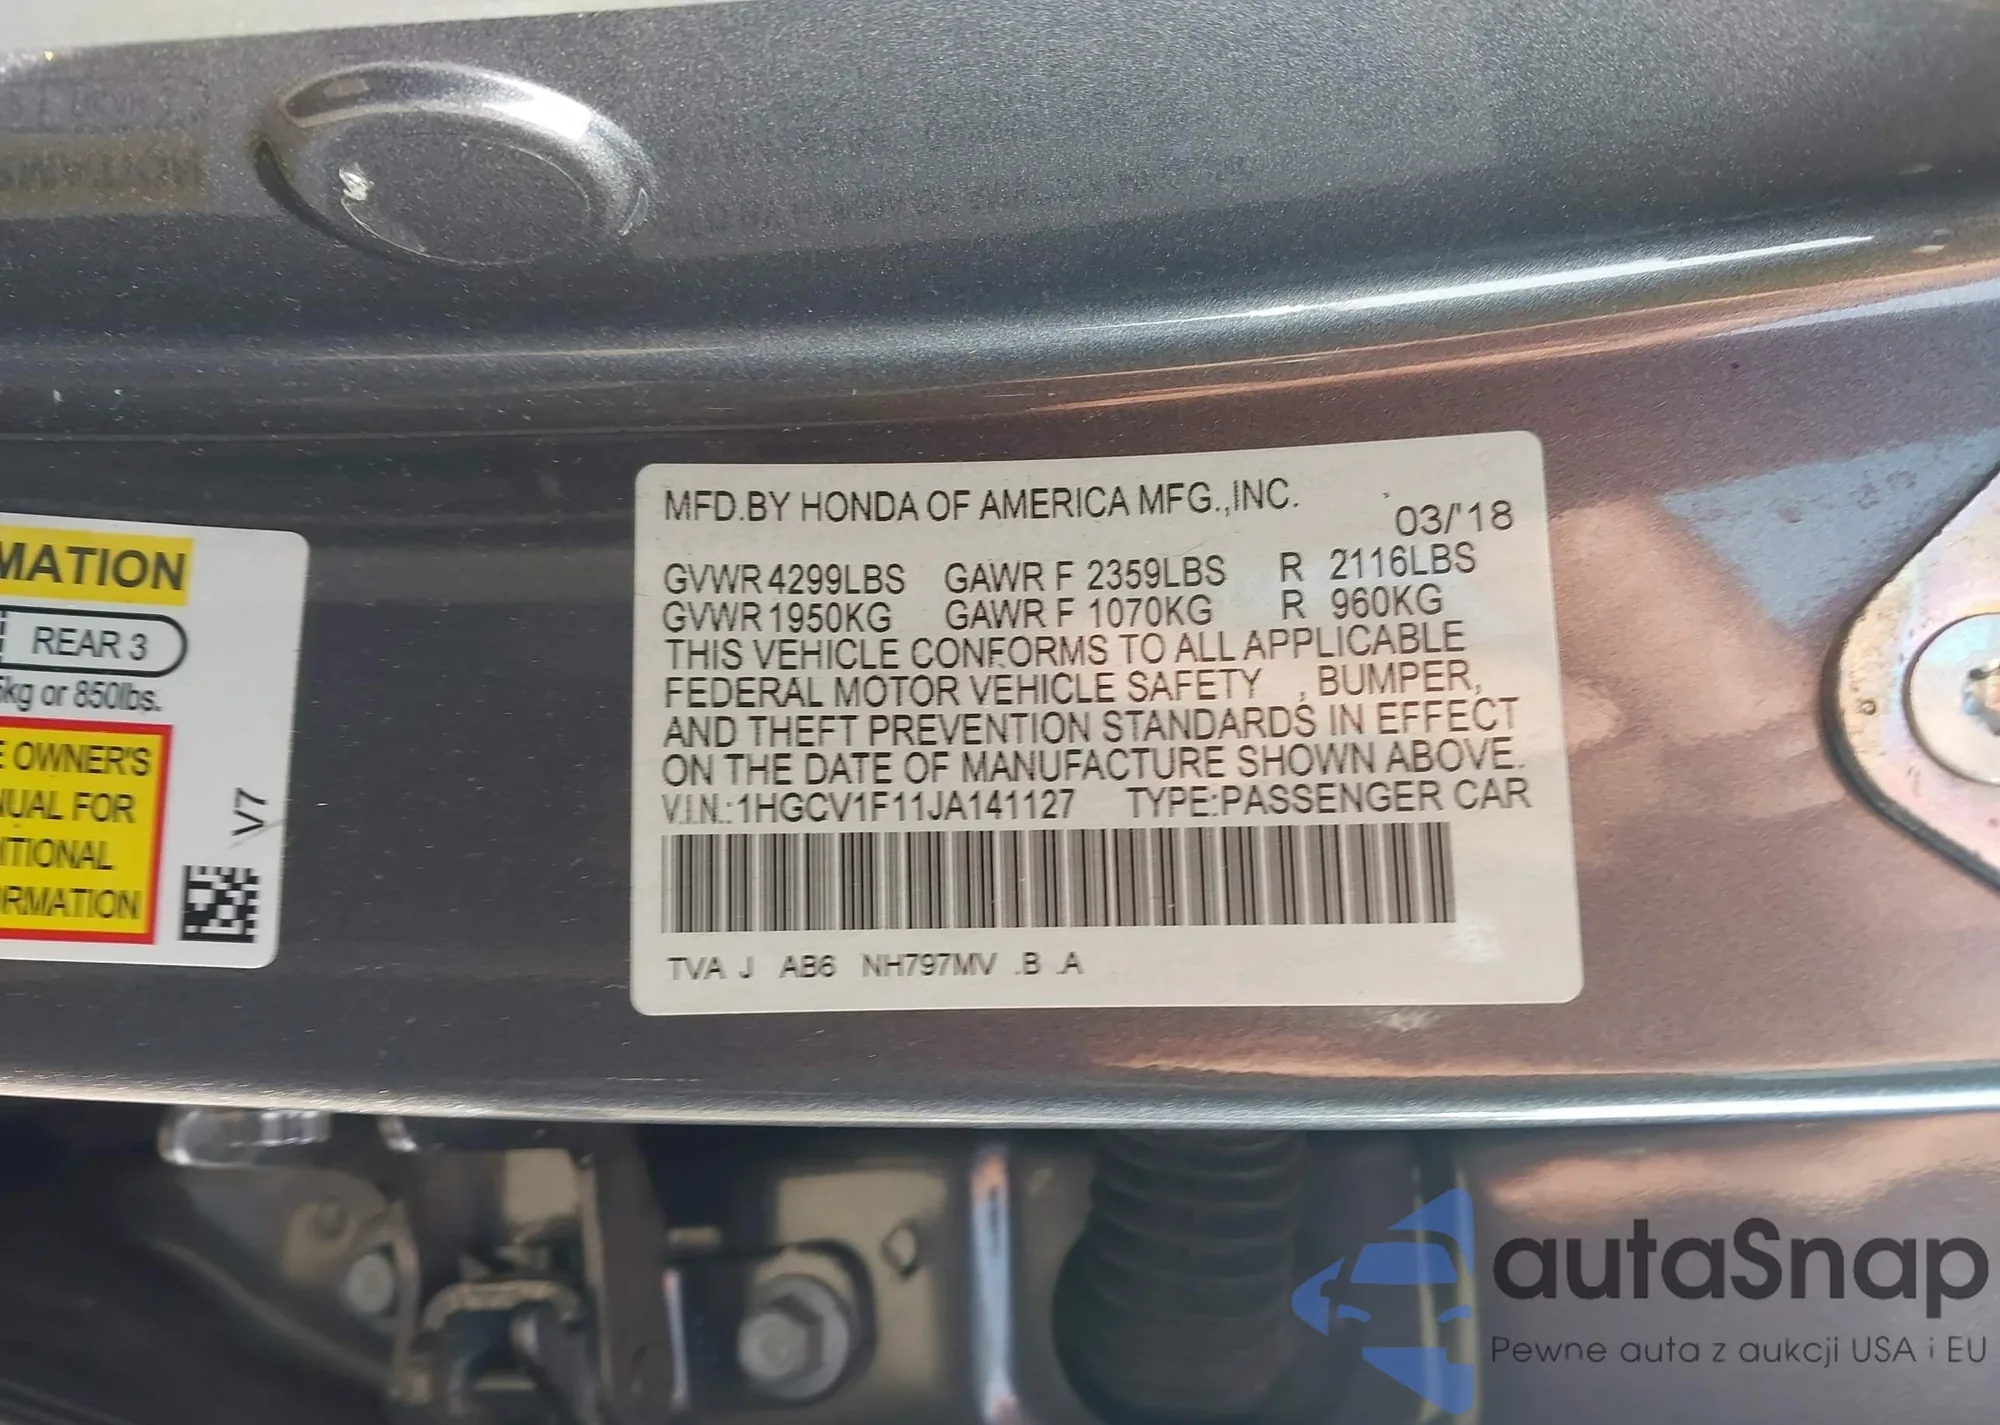 MATION
REAR 3
kg or 850lbs.
OWNER'S
UAL FOR
ITIONAL
RMATION
V7
MFD.BY HONDA OF AMERICA MFG.,INC.
03/'18
GVWR 4299LBS GAWR F 2359LBS R 2116LBS
GVWR 1950KG GAWR F 1070KG R 960KG
THIS VEHICLE CONFORMS TO ALL APPLICABLE
FEDERAL MOTOR VEHICLE SAFETY , BUMPER,
AND THEFT PREVENTION STANDARDS IN EFFECT
ON THE DATE OF MANUFACTURE SHOWN ABOVE.
V.I.N.:1HGCV1F11JA141127 TYPE:PASSENGER CAR
TVA J AB6 NH797MV .B .A
autaSnap
Pewne auta z aukcji USA i EU